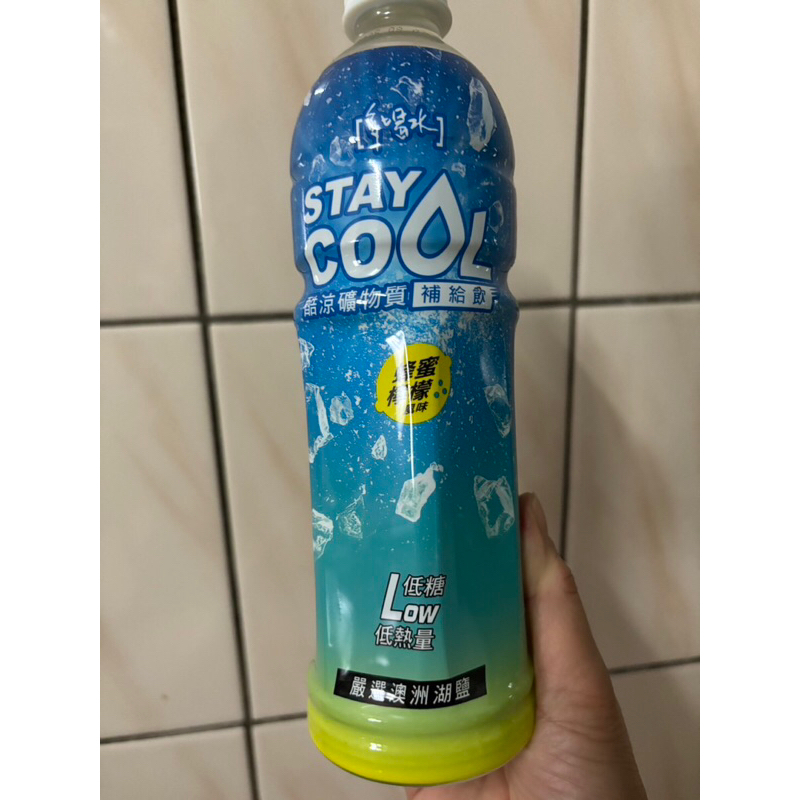 [多喝水]
STAY
COOL
酷涼礦物質 補給飲
蜂蜜
檸檬
風味
低糖
Low
低熱量
嚴選澳洲湖鹽